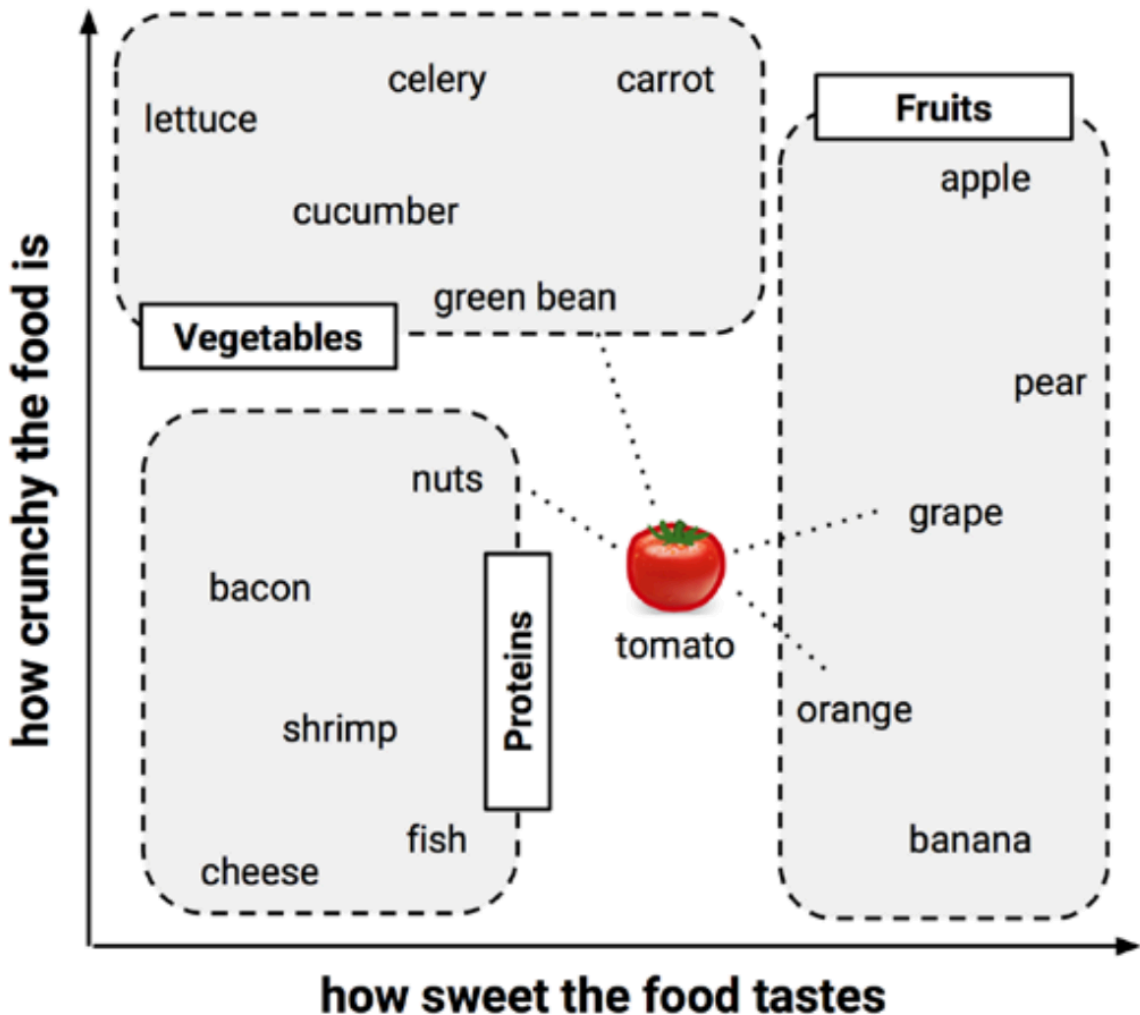 celery
carrot
lettuce
Fruits
apple
cucumber
green bean
Vegetables
pear
nuts
grape
bacon
tomato
Proteins
orange
shrimp
fish
banana
cheese
how crunchy the food is
how sweet the food tastes